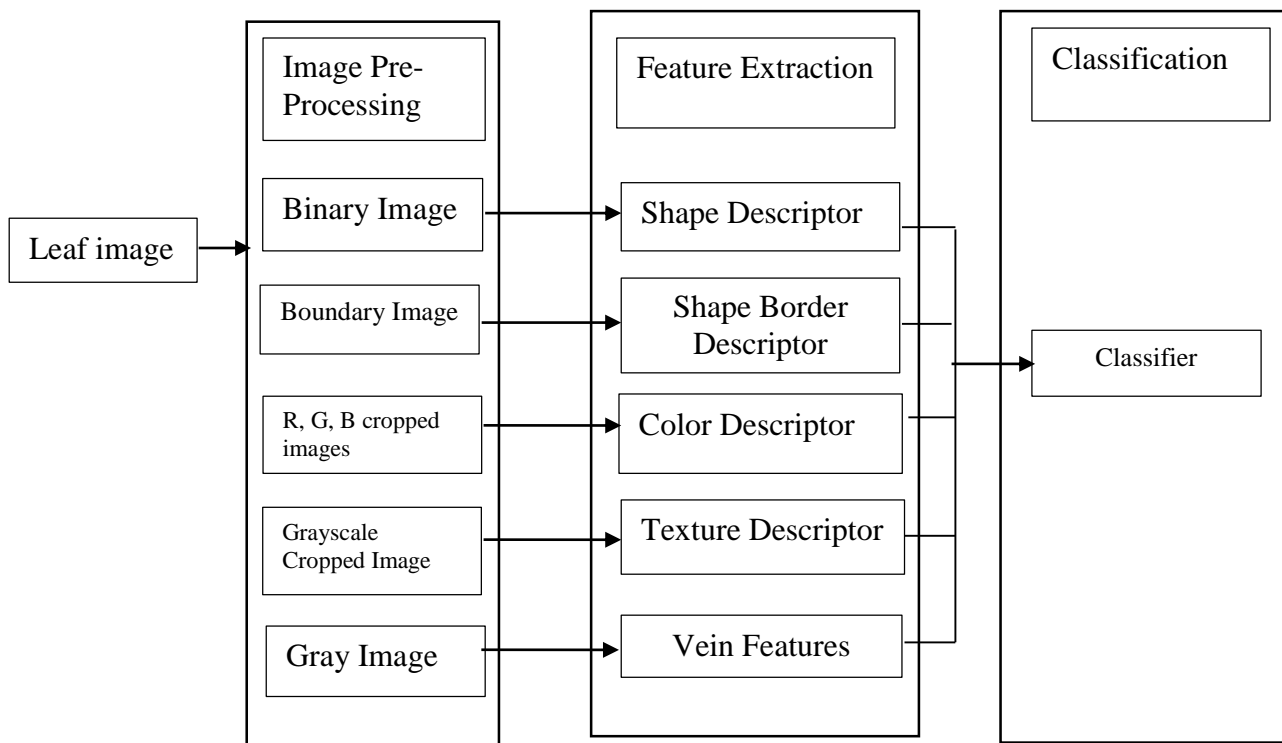 Leaf image
Image Pre-
Processing
Binary Image
Boundary Image
R, G, B cropped
images
Grayscale
Cropped Image
Gray Image
Feature Extraction
Shape Descriptor
Shape Border
Descriptor
Color Descriptor
Texture Descriptor
Vein Features
Classification
Classifier